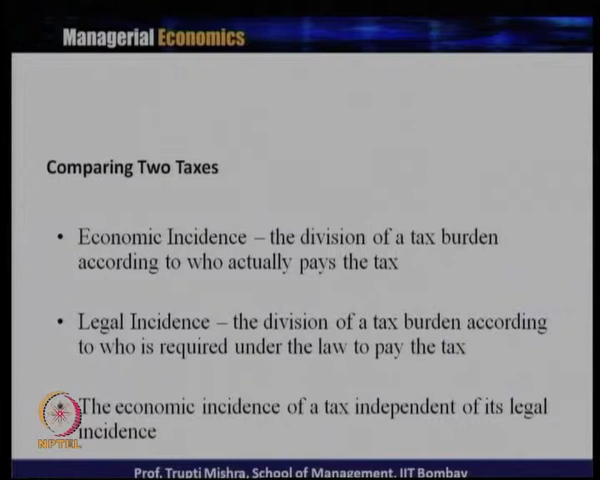 Managerial Economics
Comparing Two Taxes
• Economic Incidence – the division of a tax burden
according to who actually pays the tax
• Legal Incidence – the division of a tax burden according
to who is required under the law to pay the tax
The economic incidence of a tax independent of its legal
incidence
NPTEL
Prof. Trupti Mishra, School of Management, IIT Bombay